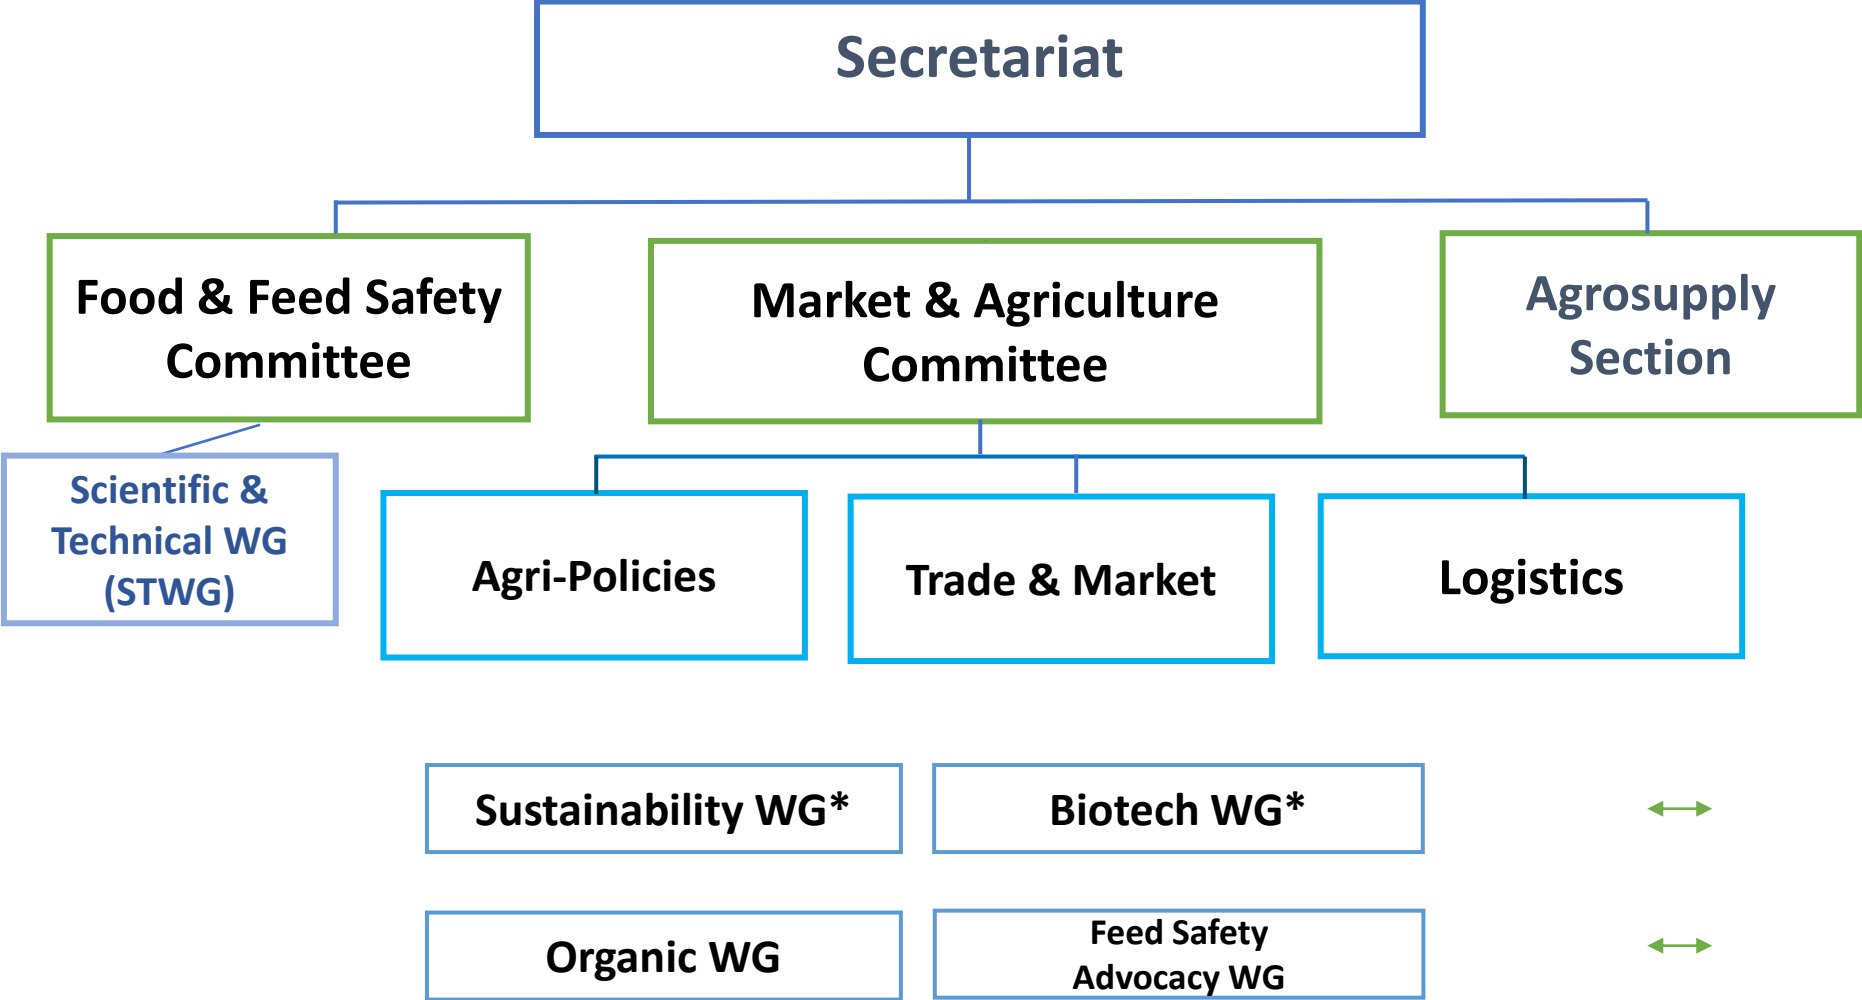 Secretariat
Food & Feed Safety
Committee
Market & Agriculture
Committee
Agrosupply
Section
Scientific &
Technical WG
(STWG)
Agri-Policies
Trade & Market
Logistics
Sustainability WG*
Biotech WG*
Organic WG
Feed Safety
Advocacy WG